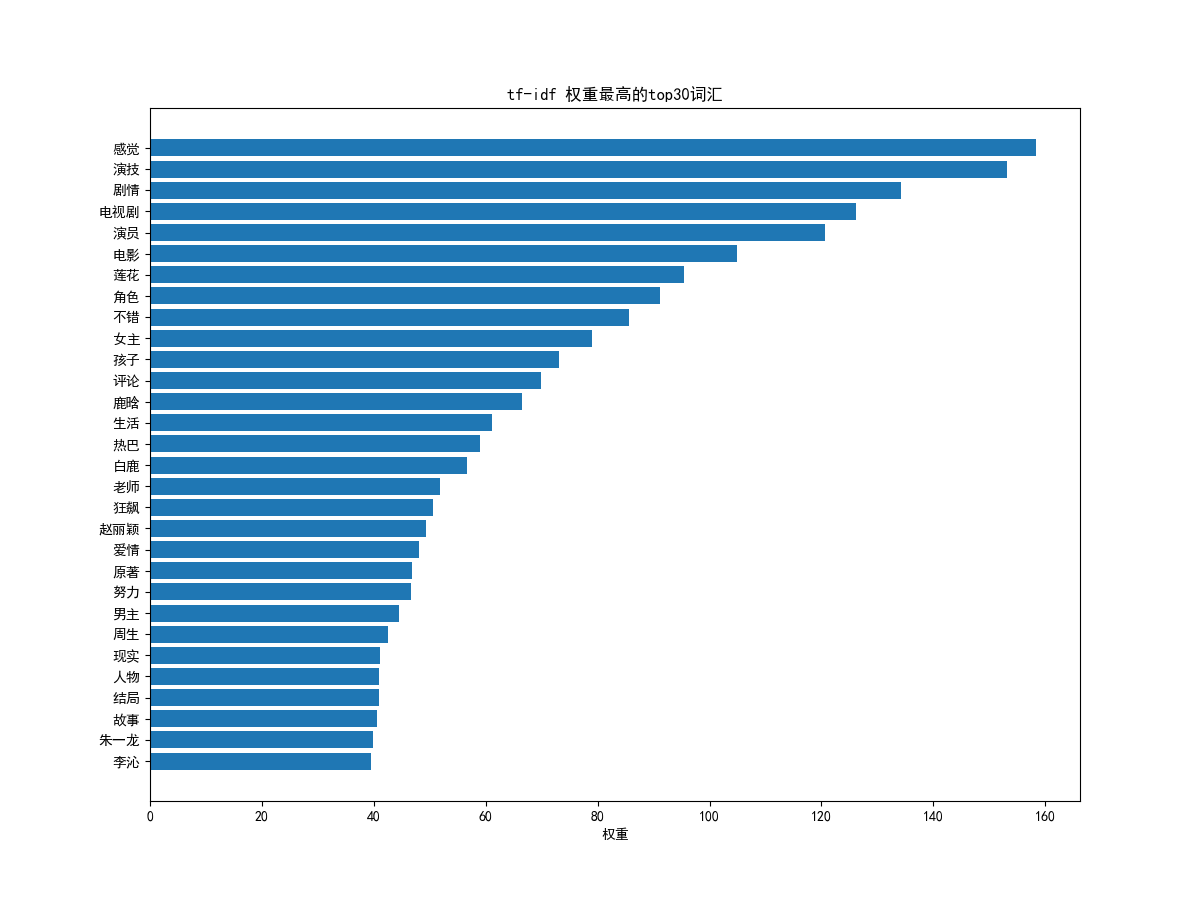 tf-idf 权重最高的top30词汇
感觉
演技
剧情
电视剧
演员
电影
莲花
角色
不错
女主
孩子
评论
鹿晗
生活
热巴
白鹿
老师
狂飙
赵丽颖
爱情
原著
努力
男主
周生
现实
人物
结局
故事
朱一龙
李沁
0 20 40 60 80 100 120 140 160
权重